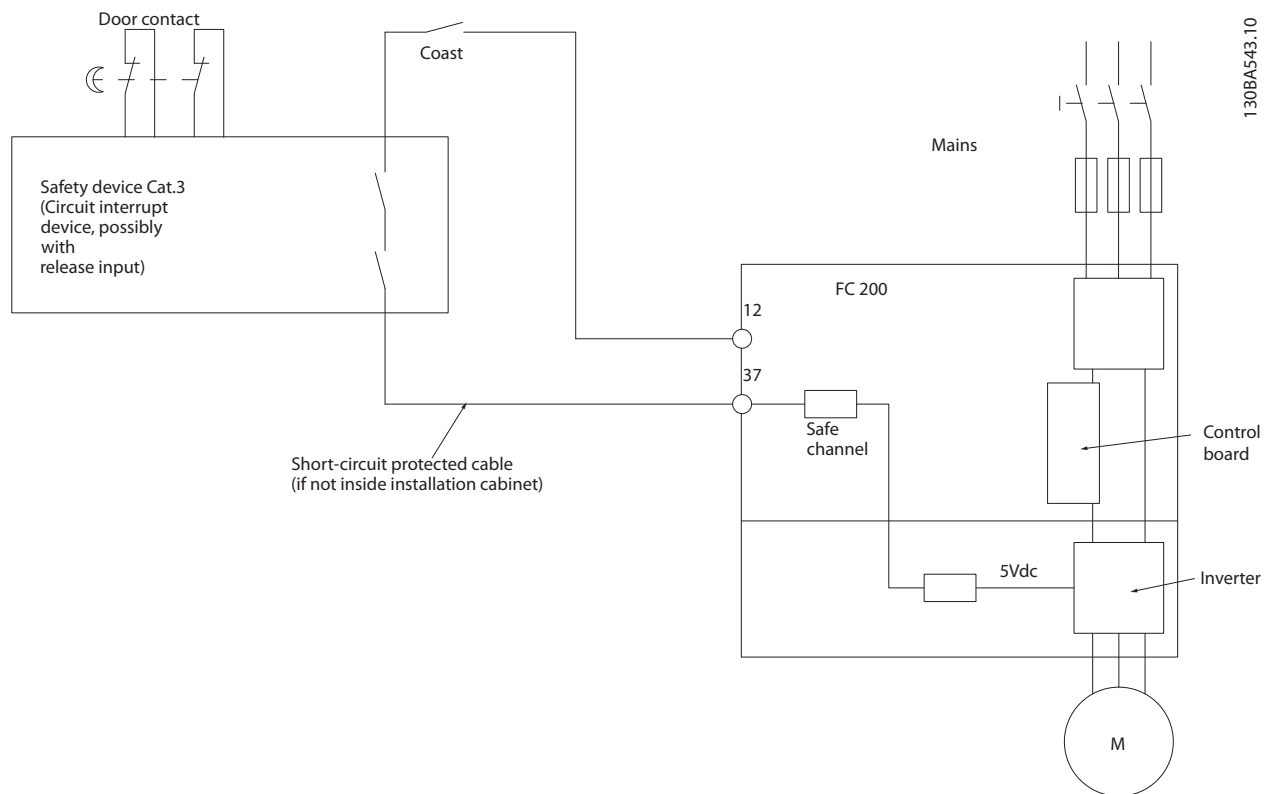 Door contact
Coast
130BA543.10
Mains
Safety device Cat.3
(Circuit interrupt
device, possibly
with
release input)
FC 200
12
37
Safe
channel
Control
board
Short-circuit protected cable
(if not inside installation cabinet)
5Vdc
Inverter
M